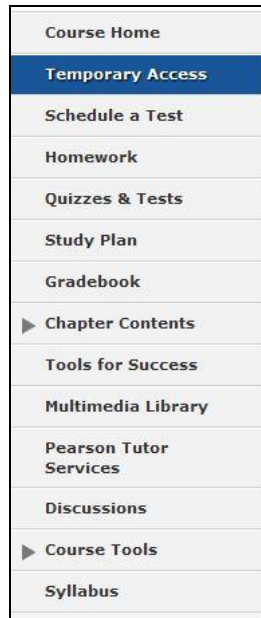 Course Home
Temporary Access
Schedule a Test
Homework
Quizzes & Tests
Study Plan
Gradebook
Chapter Contents
Tools for Success
Multimedia Library
Pearson Tutor
Services
Discussions
Course Tools
Syllabus